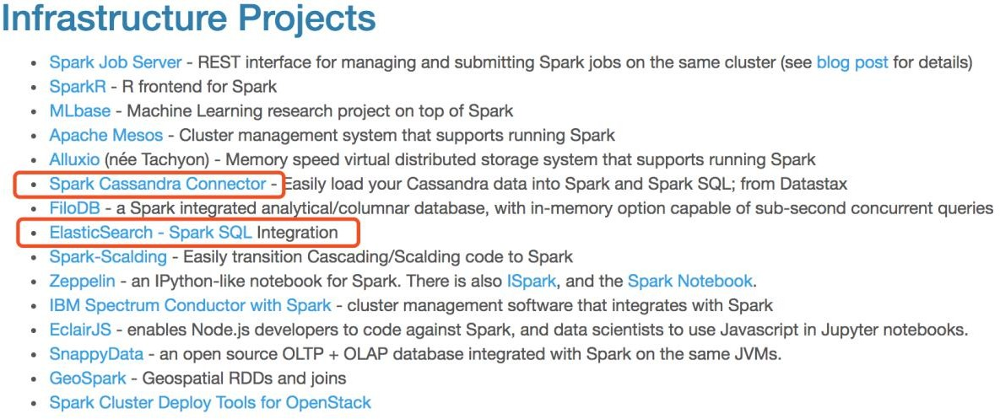 Infrastructure Projects
• Spark Job Server - REST interface for managing and submitting Spark jobs on the same cluster (see blog post for details)
• SparkR - R frontend for Spark
• MLbase - Machine Learning research project on top of Spark
• Apache Mesos - Cluster management system that supports running Spark
• Alluxio (née Tachyon) - Memory speed virtual distributed storage system that supports running Spark
• Spark Cassandra Connector - Easily load your Cassandra data into Spark and Spark SQL; from Datastax
• FiloDB - a Spark integrated analytical/columnar database, with in-memory option capable of sub-second concurrent queries
• ElasticSearch - Spark SQL Integration
• Spark-Scalding - Easily transition Cascading/Scalding code to Spark
• Zeppelin - an IPython-like notebook for Spark. There is also ISpark, and the Spark Notebook.
• IBM Spectrum Conductor with Spark - cluster management software that integrates with Spark
• EclairJS - enables Node.js developers to code against Spark, and data scientists to use Javascript in Jupyter notebooks.
• SnappyData - an open source OLTP + OLAP database integrated with Spark on the same JVMs.
• GeoSpark - Geospatial RDDs and joins
• Spark Cluster Deploy Tools for OpenStack